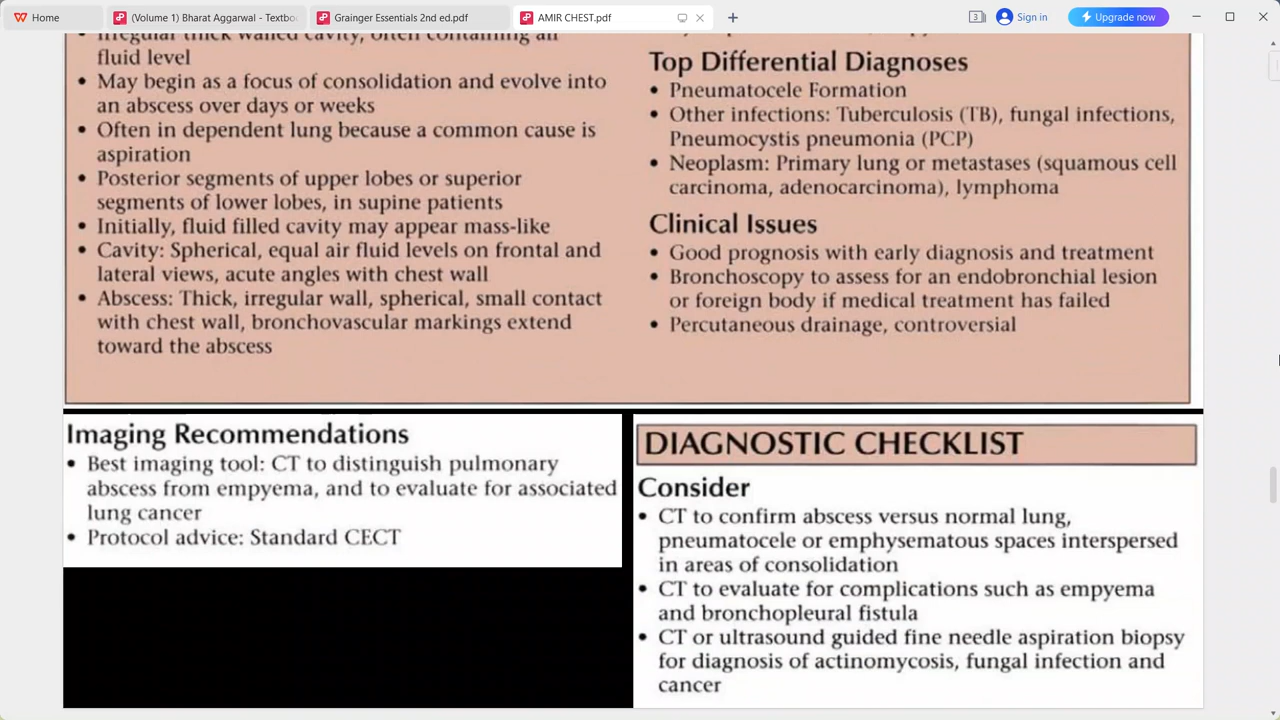 Home
(Volume 1) Bharat Aggarwal - Textbo
Grainger Essentials 2nd ed.pdf
AMIR CHEST.pdf
3
Sign in
Upgrade now
Irregular thick walled cavity, often containing air
fluid level
• May begin as a focus of consolidation and evolve into
an abscess over days or weeks
• Often in dependent lung because a common cause is
aspiration
• Posterior segments of upper lobes or superior
segments of lower lobes, in supine patients
• Initially, fluid filled cavity may appear mass-like
• Cavity: Spherical, equal air fluid levels on frontal and
lateral views, acute angles with chest wall
• Abscess: Thick, irregular wall, spherical, small contact
with chest wall, bronchovascular markings extend
toward the abscess
Top Differential Diagnoses
• Pneumatocele Formation
• Other infections: Tuberculosis (TB), fungal infections,
Pneumocystis pneumonia (PCP)
• Neoplasm: Primary lung or metastases (squamous cell
carcinoma, adenocarcinoma), lymphoma
Clinical Issues
• Good prognosis with early diagnosis and treatment
• Bronchoscopy to assess for an endobronchial lesion
or foreign body if medical treatment has failed
• Percutaneous drainage, controversial
Imaging Recommendations
• Best imaging tool: CT to distinguish pulmonary
abscess from empyema, and to evaluate for associated
lung cancer
• Protocol advice: Standard CECT
DIAGNOSTIC CHECKLIST
Consider
• CT to confirm abscess versus normal lung,
pneumatocele or emphysematous spaces interspersed
in areas of consolidation
• CT to evaluate for complications such as empyema
and bronchopleural fistula
• CT or ultrasound guided fine needle aspiration biopsy
for diagnosis of actinomycosis, fungal infection and
cancer